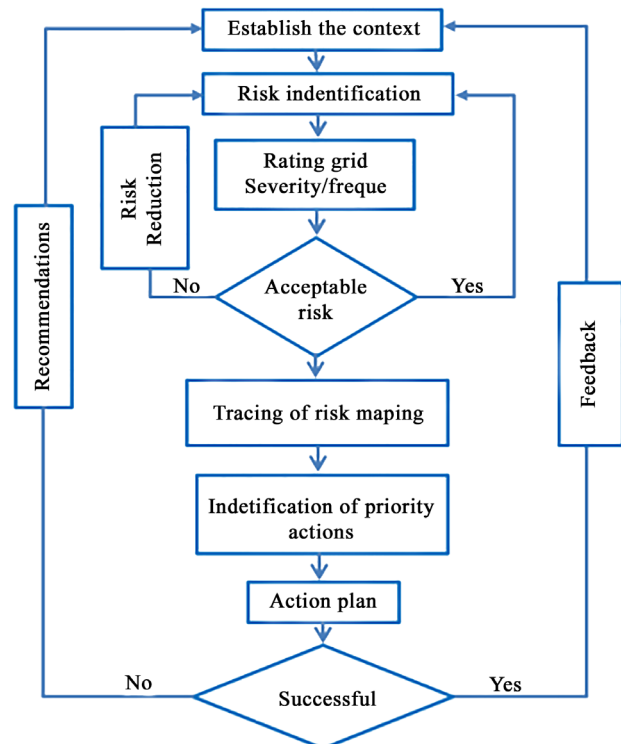 Establish the context
Risk indentification
Rating grid
Severity/freque
Risk
Reduction
No
Acceptable
risk
Yes
Recommendations
Feedback
Tracing of risk maping
Indetification of priority
actions
Action plan
No
Successful
Yes